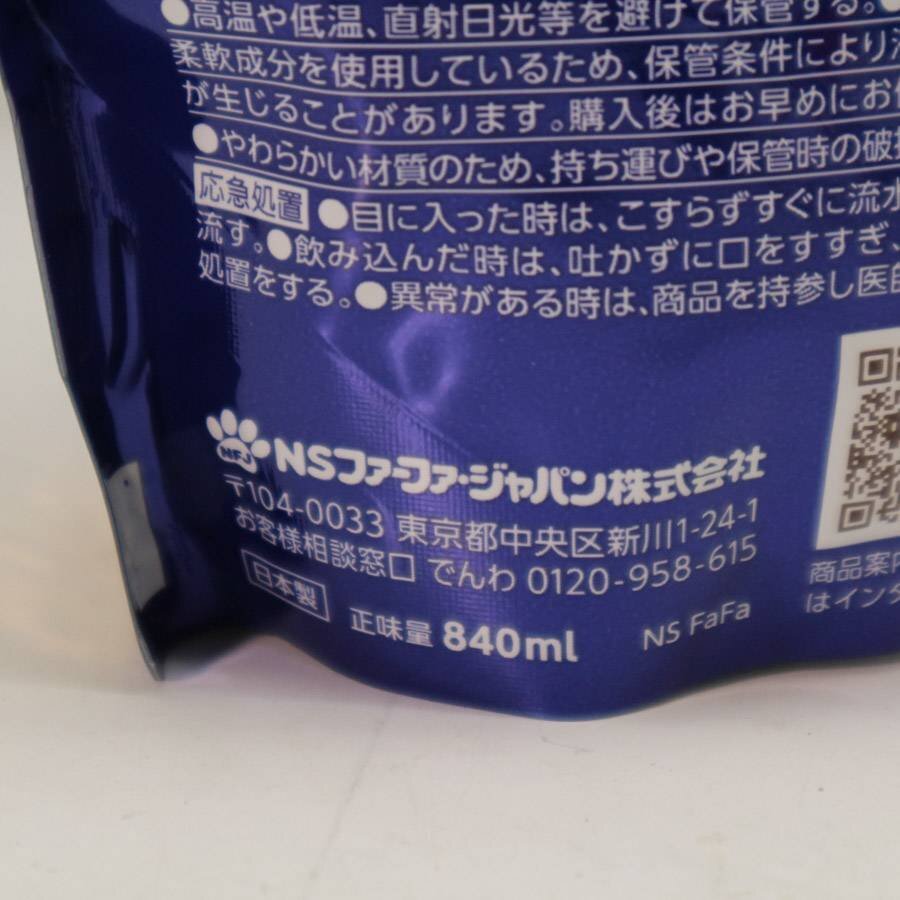 ●高温や低温、直射日光等を避けて保管する。●
柔軟成分を使用しているため、保管条件により
が生じることがあります。購入後はお早めにお
●やわらかい材質のため、持ち運びや保管時の破
応急処置 ●目に入った時は、こすらずすぐに流水
流す。●飲み込んだ時は、吐かずに口をすすぎ、
処置をする。●異常がある時は、商品を持参し医
NFJ NSファーファ・ジャパン株式会社
〒104-0033 東京都中央区新川1-24-1
お客様相談窓口 でんわ 0120-958-615
日本製 正味量 840ml NS FaFa
商品案内
はイン